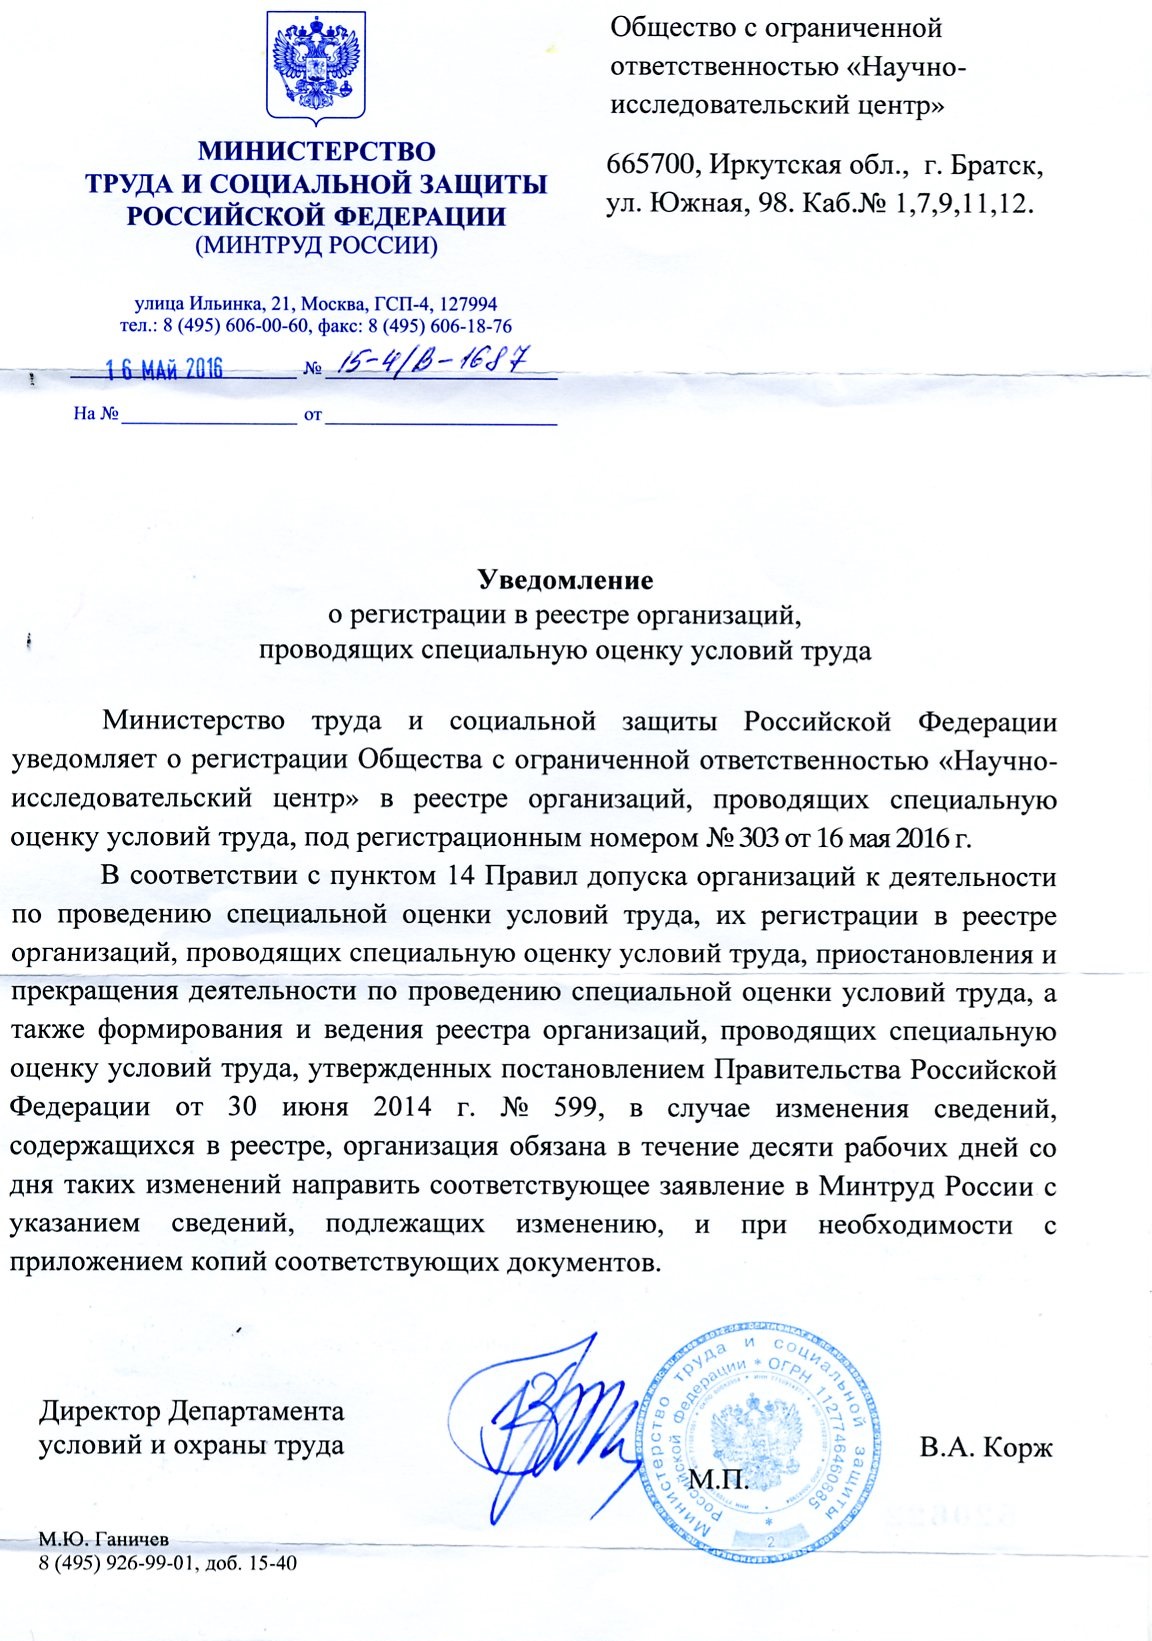 МИНИСТЕРСТВО
ТРУДА И СОЦИАЛЬНОЙ ЗАЩИТЫ
РОССИЙСКОЙ ФЕДЕРАЦИИ
(МИНТРУД РОССИИ)
улица Ильинка, 21, Москва, ГСП-4, 127994
тел.: 8 (495) 606-00-60, факс: 8 (495) 606-18-76
16 МАЙ 2016 № 15-4/В-1687
На № от
Общество с ограниченной
ответственностью «Научно-
исследовательский центр»
665700, Иркутская обл., г. Братск,
ул. Южная, 98. Каб.№ 1,7,9,11,12.
Уведомление
о регистрации в реестре организаций,
проводящих специальную оценку условий труда
Министерство труда и социальной защиты Российской Федерации
уведомляет о регистрации Общества с ограниченной ответственностью «Научно-
исследовательский центр» в реестре организаций, проводящих специальную
оценку условий труда, под регистрационным номером № 303 от 16 мая 2016 г.
В соответствии с пунктом 14 Правил допуска организаций к деятельности
по проведению специальной оценки условий труда, их регистрации в реестре
организаций, проводящих специальную оценку условий труда, приостановления и
прекращения деятельности по проведению специальной оценки условий труда, а
также формирования и ведения реестра организаций, проводящих специальную
оценку условий труда, утвержденных постановлением Правительства Российской
Федерации от 30 июня 2014 г. № 599, в случае изменения сведений,
содержащихся в реестре, организация обязана в течение десяти рабочих дней со
дня таких изменений направить соответствующее заявление в Минтруд России с
указанием сведений, подлежащих изменению, и при необходимости с
приложением копий соответствующих документов.
Директор Департамента
условий и охраны труда
Министерство труда и социальной защиты
Российской Федерации * ОГРН 1127746460885
*
2
М.П.
В.А. Корж
М.Ю. Ганичев
8 (495) 926-99-01, доб. 15-40